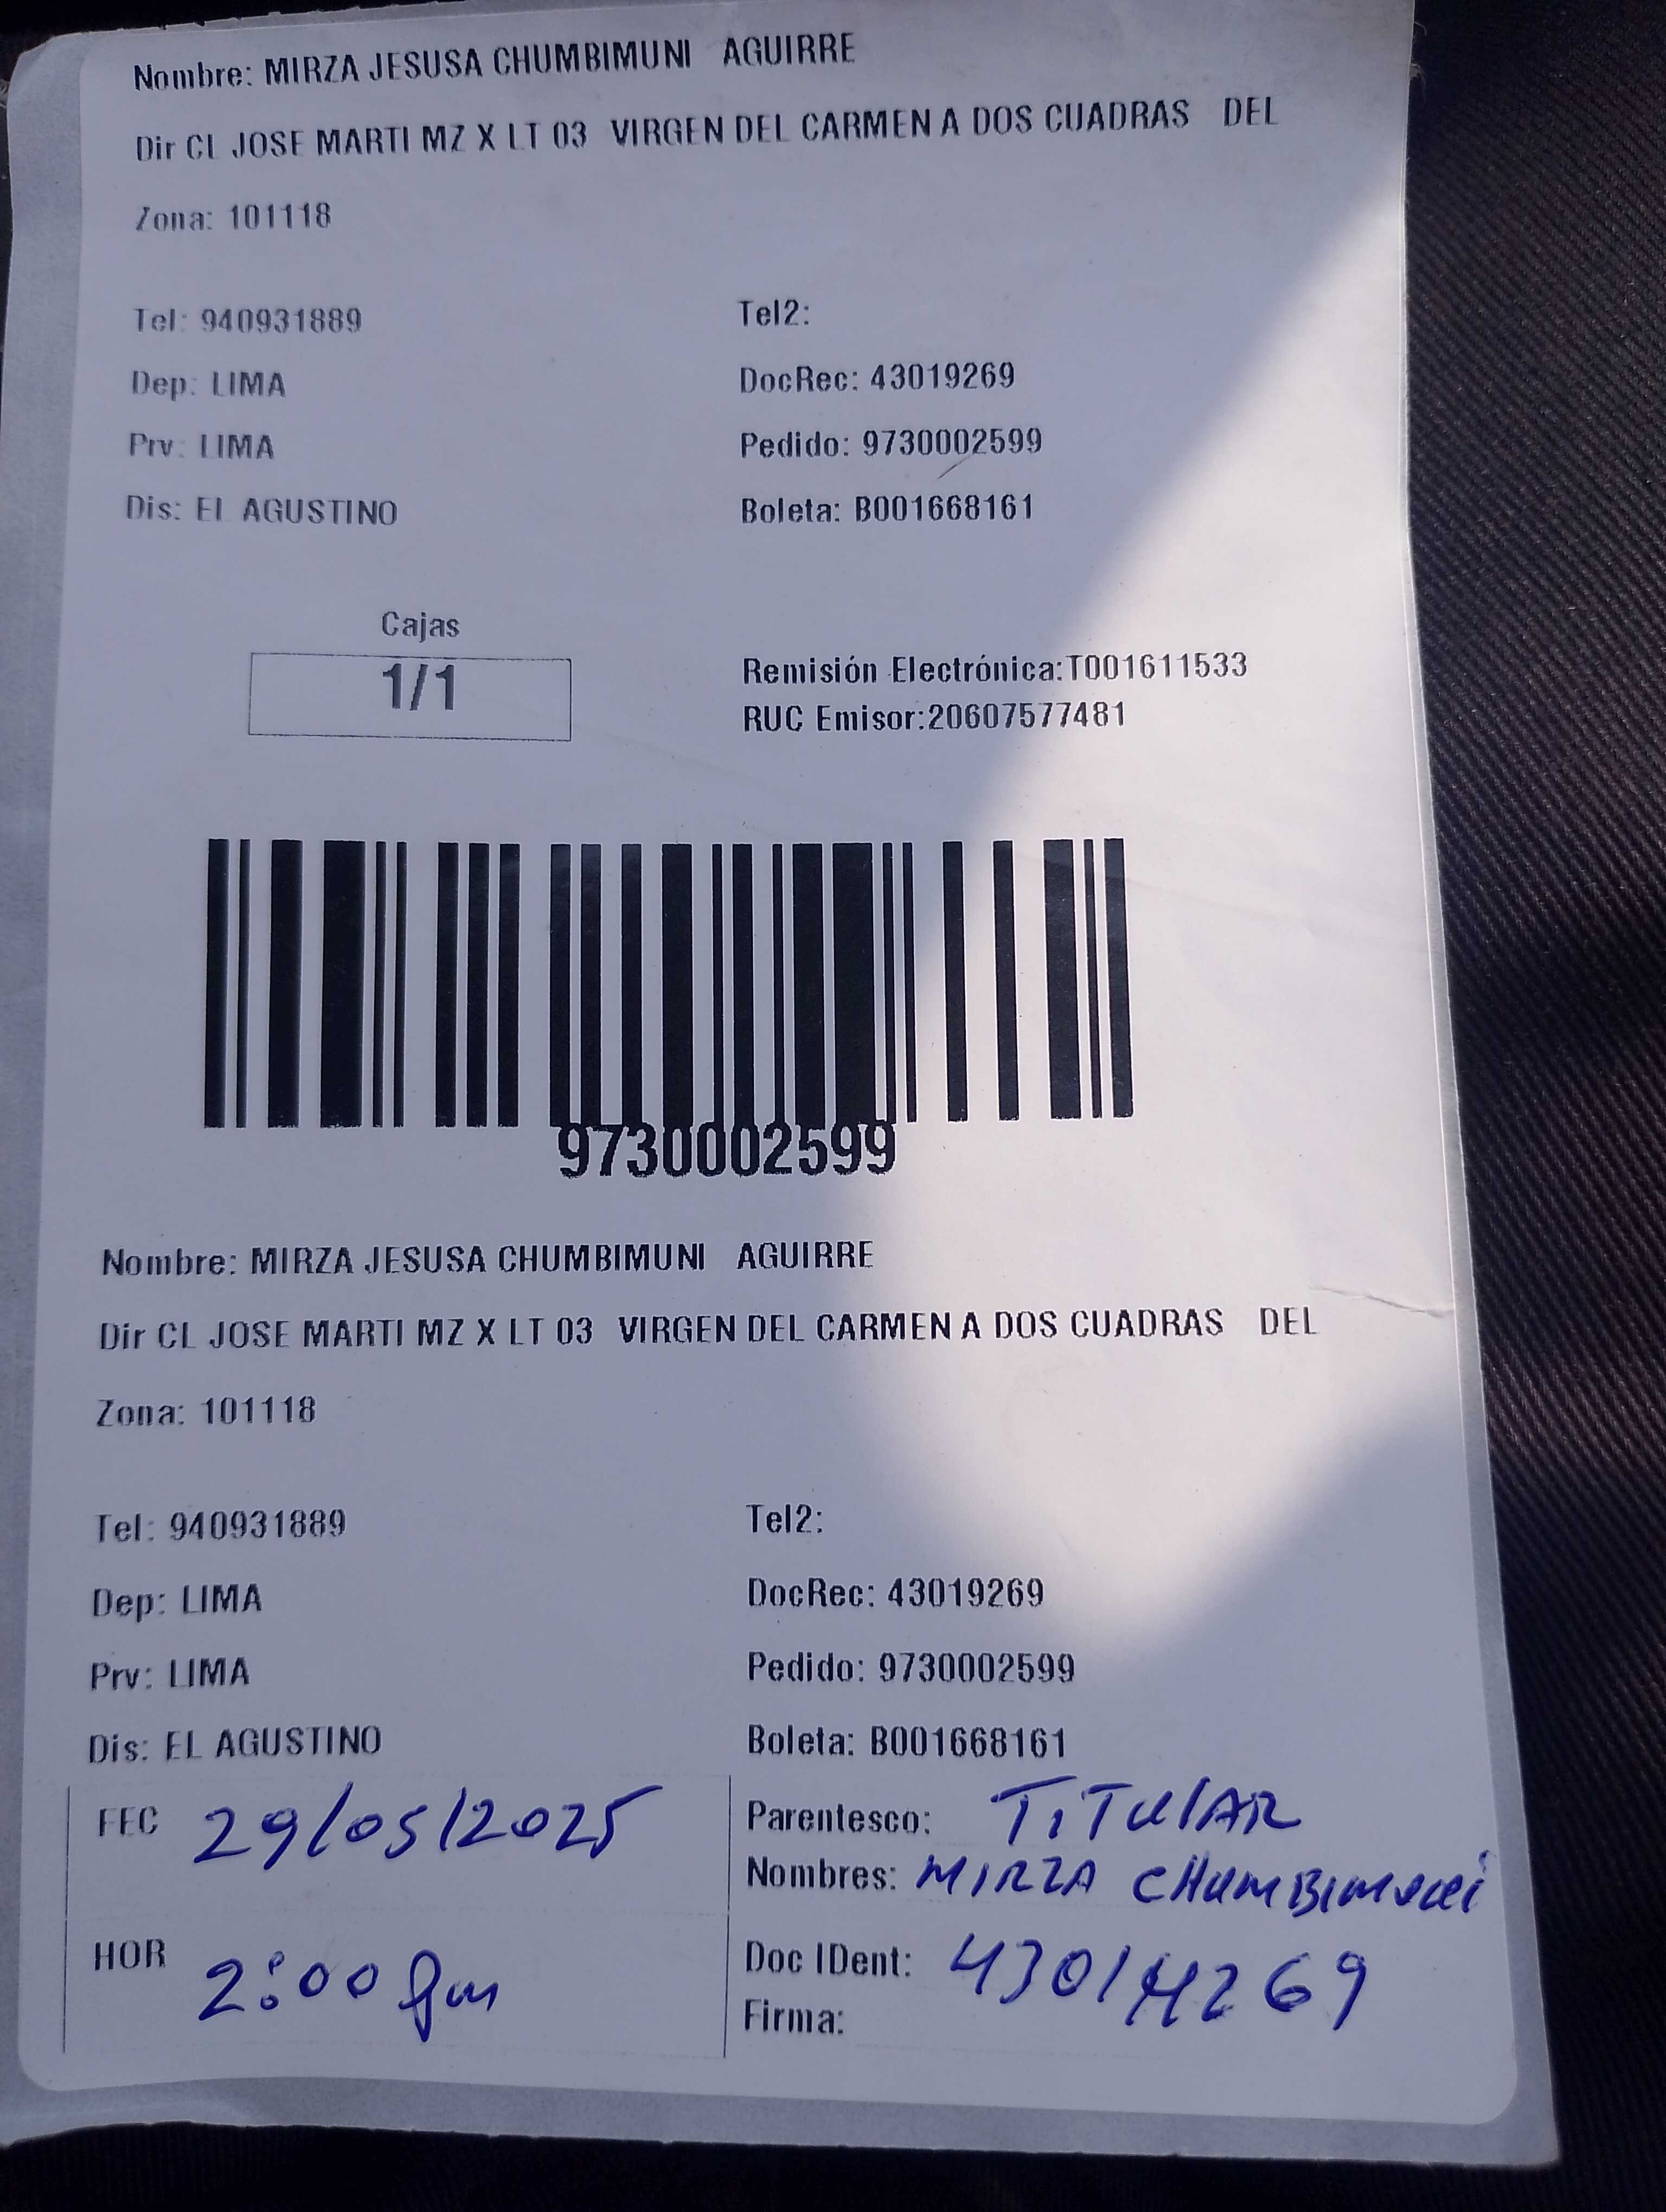 Nombre: MIRZA JESUSA CHUMBIMUNI AGUIRRE
Dir CL JOSE MARTI MZ X LT 03 VIRGEN DEL CARMEN A DOS CUADRAS DEL
Zona: 101118
Tel: 940931889 Tel2:
Dep: LIMA DocRec: 43019269
Prv: LIMA Pedido: 9730002599
Dis: EL AGUSTINO Boleta: B001668161
Cajas
1/1
Remisión Electrónica:T001611533
RUC Emisor:20607577481
9730002599
Nombre: MIRZA JESUSA CHUMBIMUNI AGUIRRE
Dir CL JOSE MARTI MZ X LT 03 VIRGEN DEL CARMEN A DOS CUADRAS DEL
Zona: 101118
Tel: 940931889 Tel2:
Dep: LIMA DocRec: 43019269
Prv: LIMA Pedido: 9730002599
Dis: EL AGUSTINO Boleta: B001668161
FEC 29/05/2025 Parentesco: TITULAR
Nombres: MIRZA CHUMBIMUNI
HOR 2:00 pm Doc IDent:
Firma: